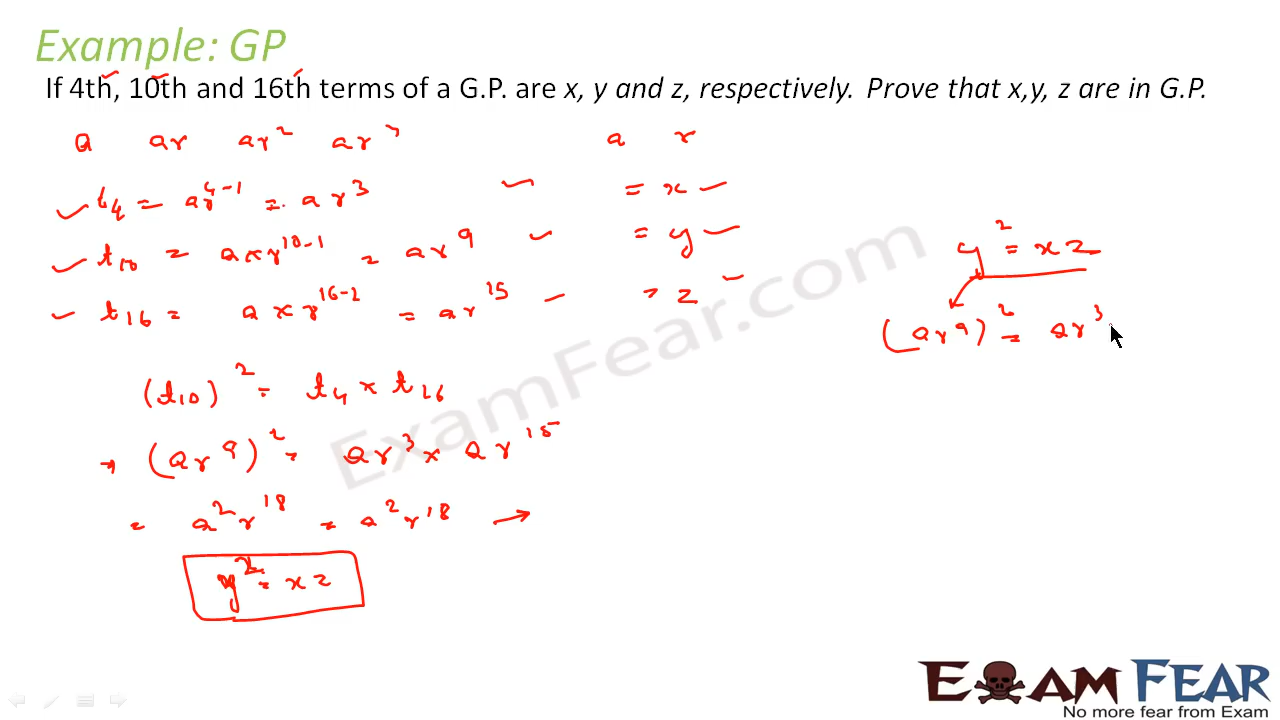 Example: GP
If 4th, 10th and 16th terms of a G.P. are x, y and z, respectively. Prove that x,y, z are in G.P.
a ar ar² ar³ a r
t₄ = ar⁴⁻¹ = ar³ = x
t₁₀ = a×r¹⁰⁻¹ = ar⁹ = y
y² = xz
t₁₆ = a×r¹⁶⁻¹ = ar¹⁵ = z
(ar⁹)² = ar³
(t₁₀)² = t₄ × t₁₆
→ (ar⁹)² = ar³ × ar¹⁵
= a²r¹⁸ = a²r¹⁸ →
y² = xz
ExamFear.com
EXAM FEAR
No more fear from Exam